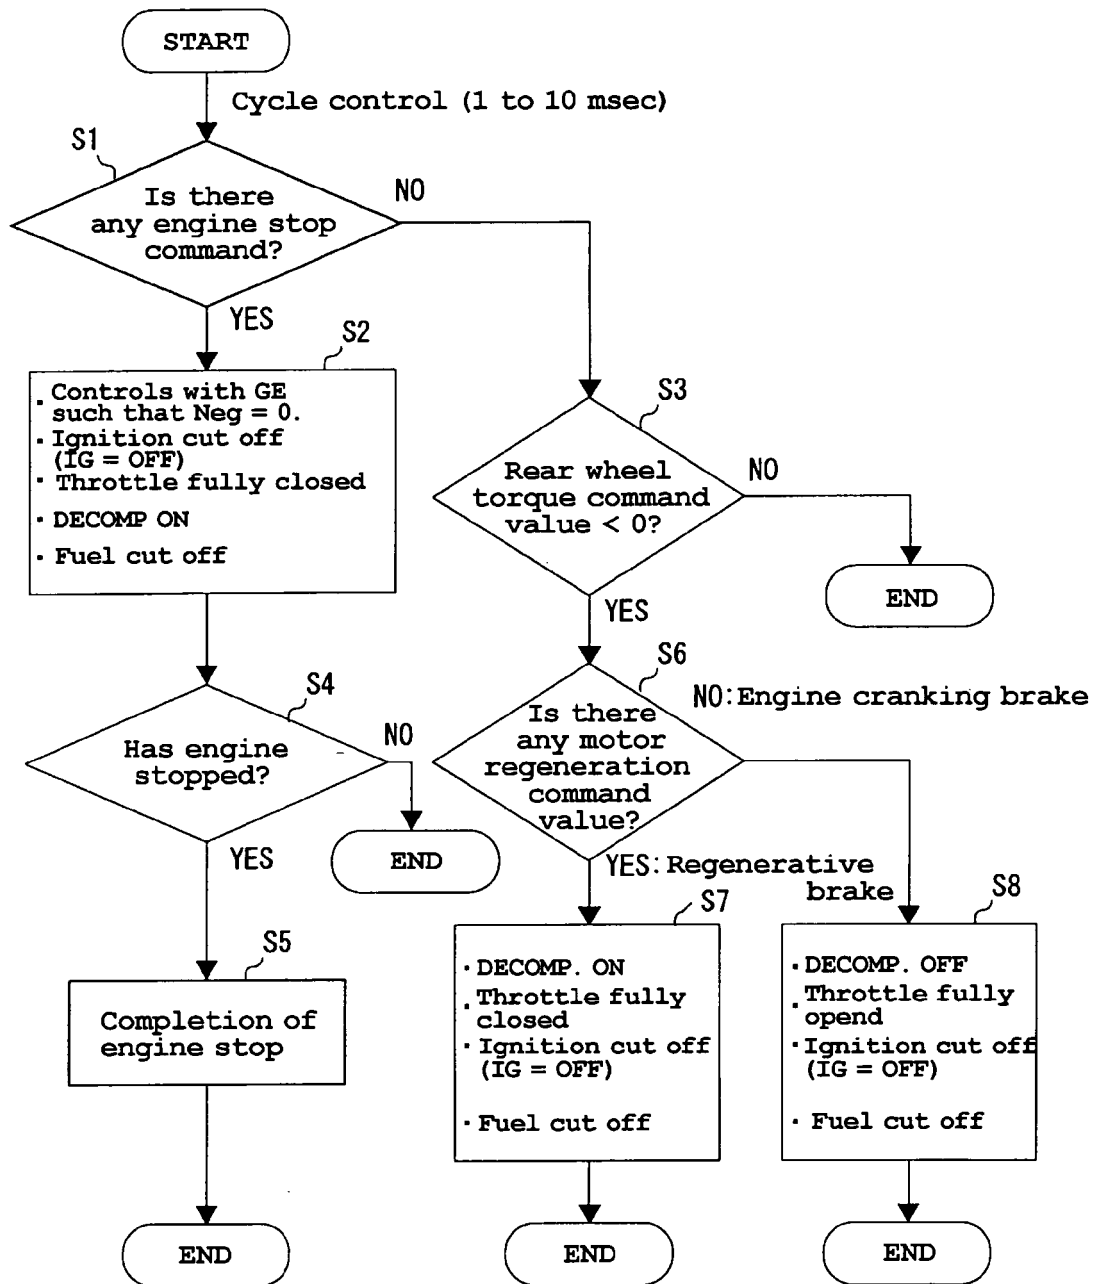 START
Cycle control (1 to 10 msec)
S1
Is there
any engine stop
command?
NO
YES
S2
· Controls with GE
such that Neg = 0.
· Ignition cut off
(IG = OFF)
· Throttle fully closed
· DECOMP ON
· Fuel cut off
S3
Rear wheel
torque command
value < 0?
NO
END
YES
S4
Has engine
stopped?
NO
END
YES
S6
NO:Engine cranking brake
Is there
any motor
regeneration
command
value?
YES:Regenerative
brake
S5
Completion of
engine stop
END
S7
· DECOMP. ON
· Throttle fully
closed
· Ignition cut off
(IG = OFF)
· Fuel cut off
END
S8
· DECOMP. OFF
· Throttle fully
opend
· Ignition cut off
(IG = OFF)
· Fuel cut off
END